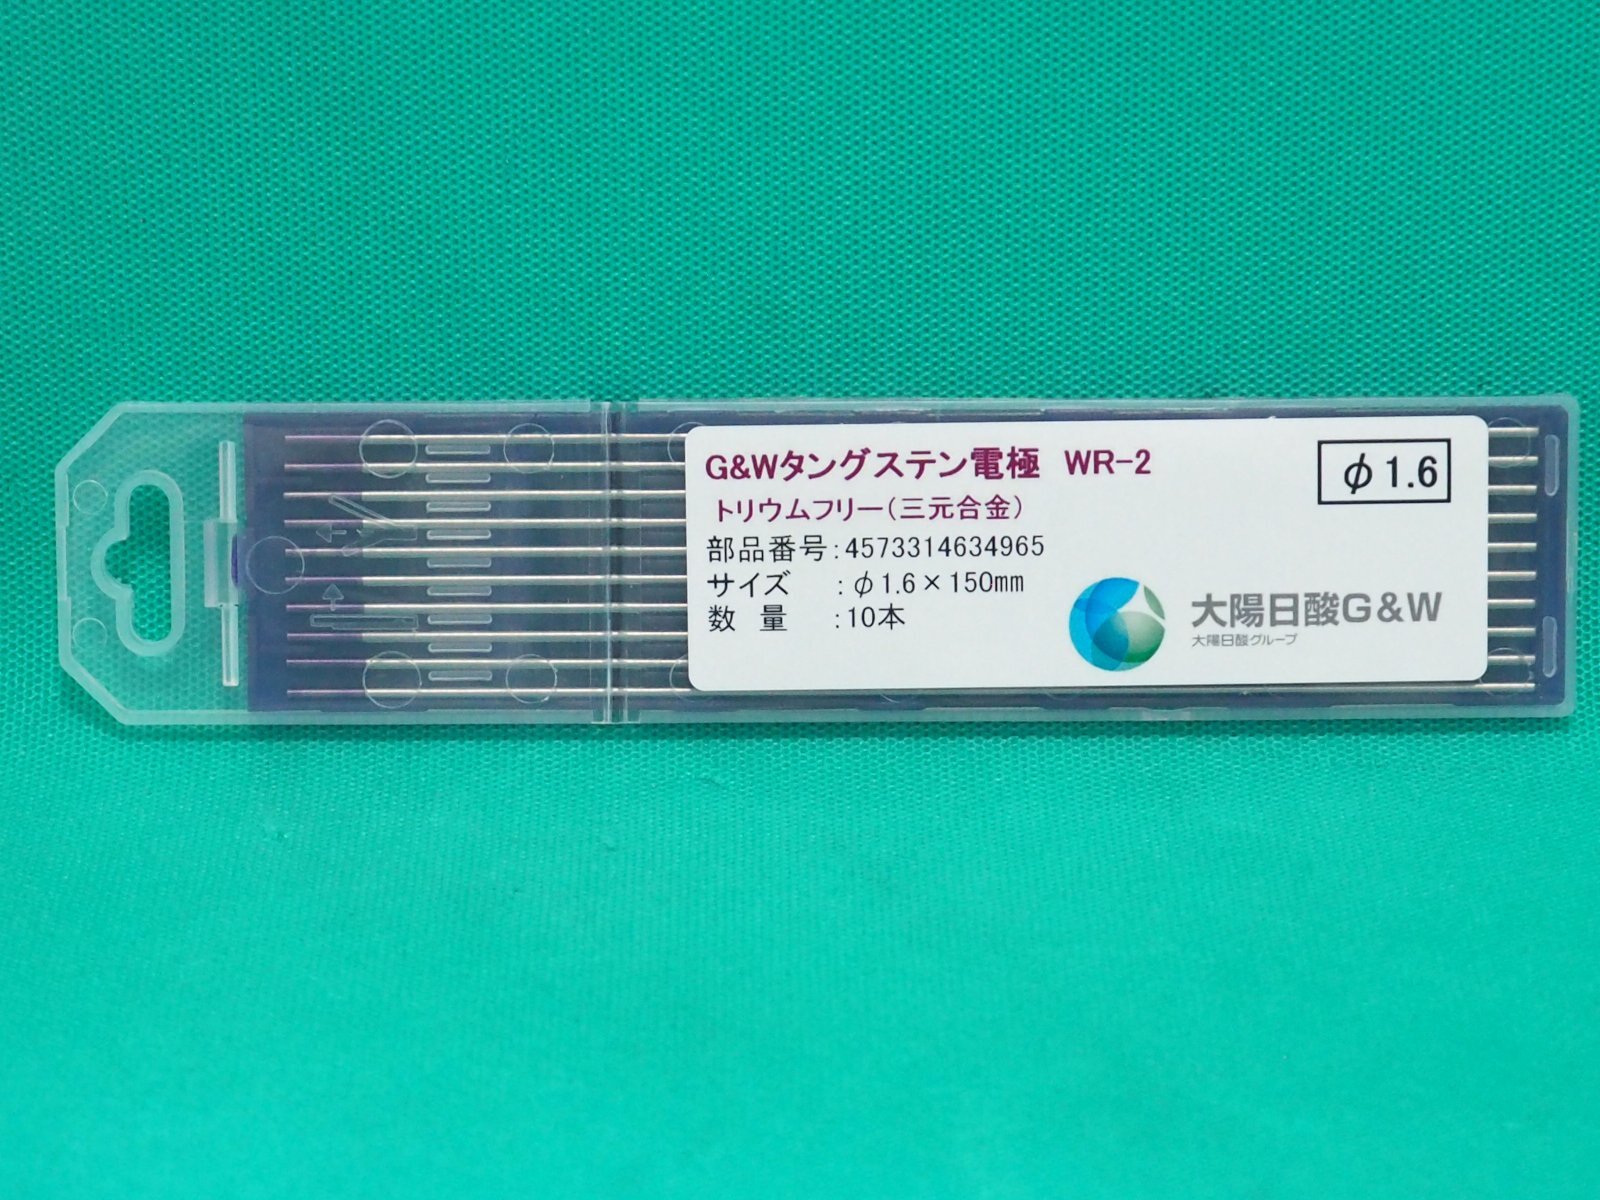 G&Wタングステン電極 WR-2
φ1.6
トリウムフリー(三元合金)
部品番号:4573314634965
サイズ :φ1.6×150mm
数 量 :10本
大陽日酸G&W
大陽日酸グループ